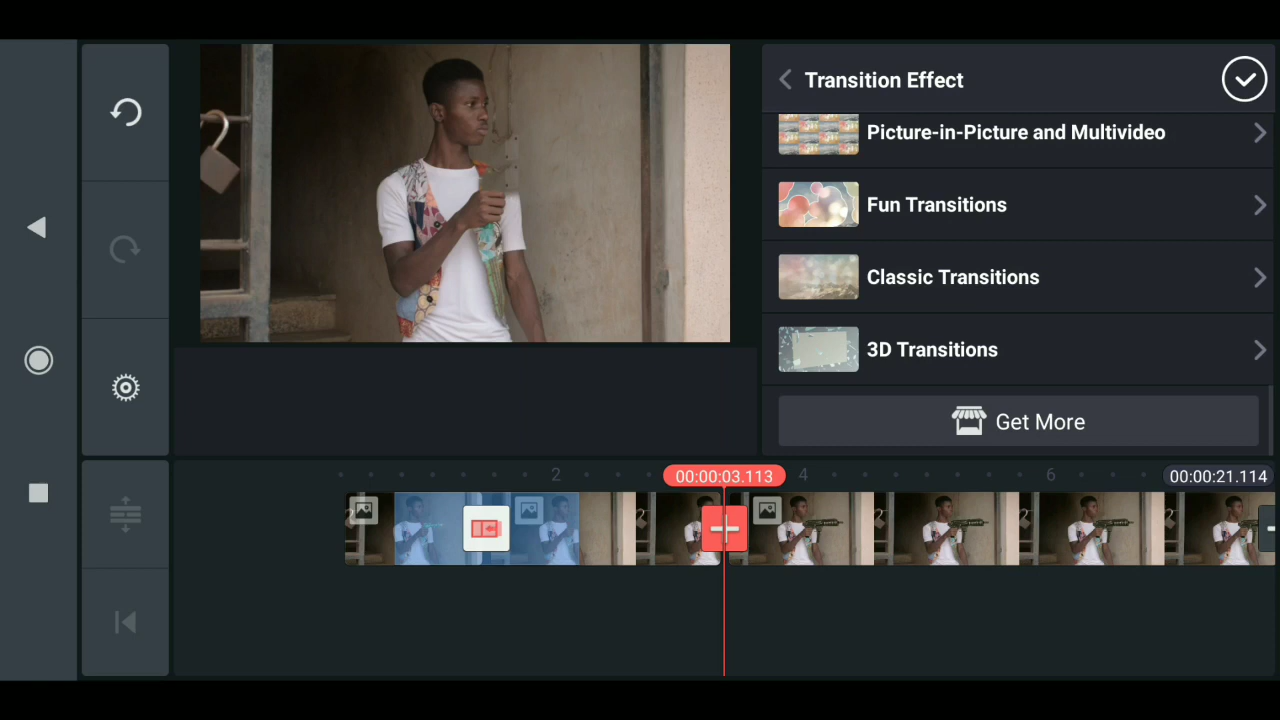 Transition Effect
Picture-in-Picture and Multivideo
Fun Transitions
Classic Transitions
3D Transitions
Get More
2
00:00:03.113
4
6
00:00:21.114